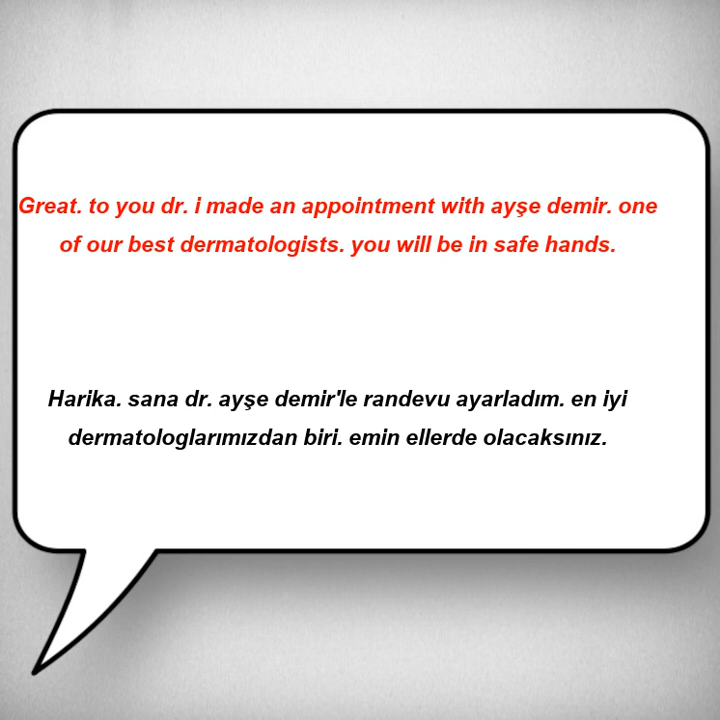 Great. to you dr. i made an appointment with ayşe demir. one
of our best dermatologists. you will be in safe hands.
Harika. sana dr. ayşe demir'le randevu ayarladım. en iyi
dermatologlarımızdan biri. emin ellerde olacaksınız.